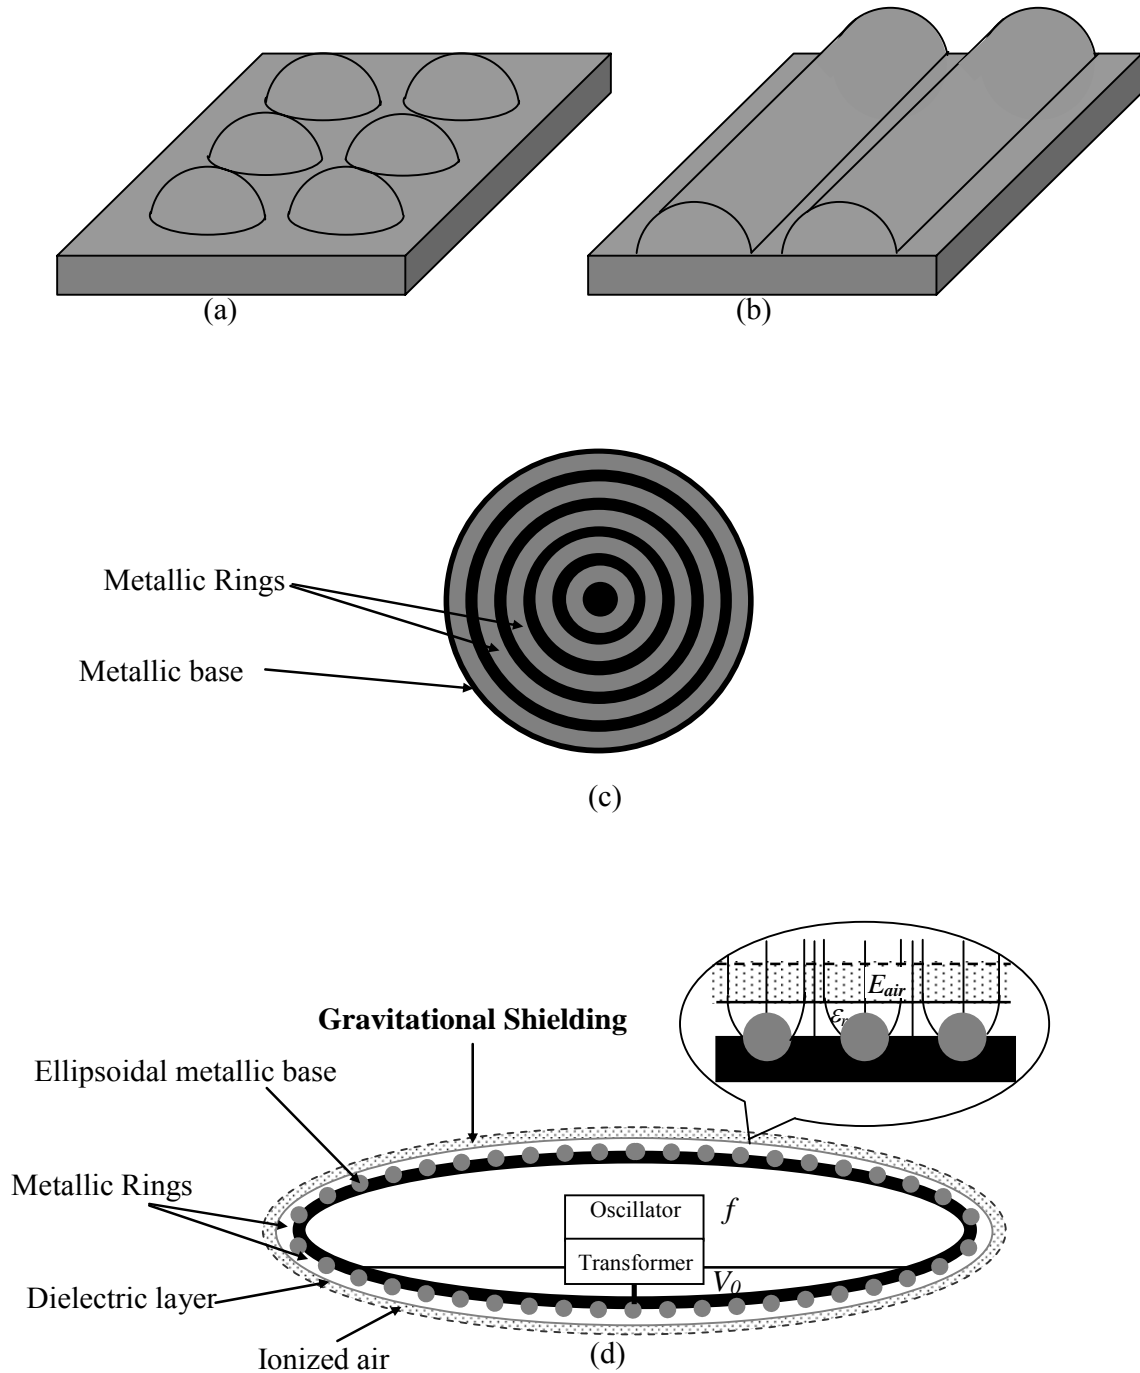 (a)
(b)
Metallic Rings
Metallic base
(c)
E_air
ε_r
Gravitational Shielding
Ellipsoidal metallic base
Metallic Rings
Oscillator
f
Transformer
V_0
Dielectric layer
Ionized air
(d)